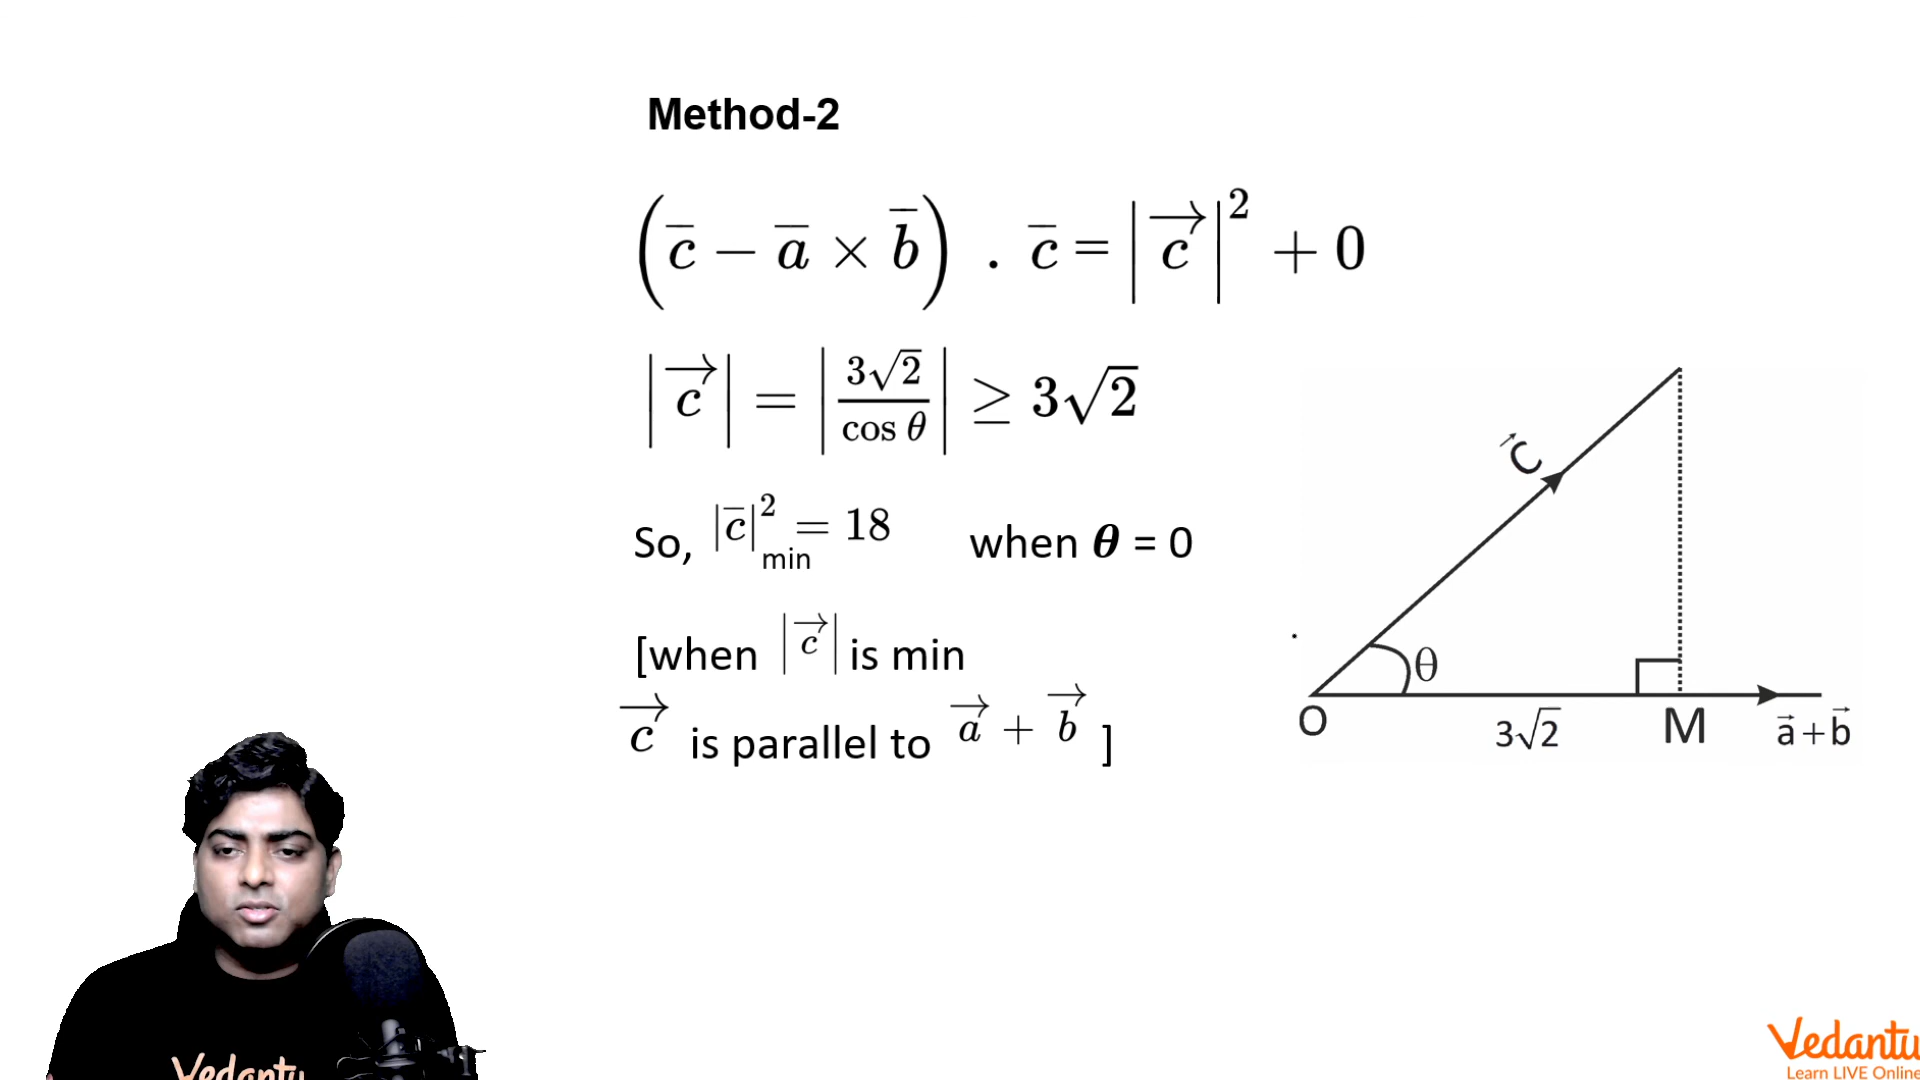 Method-2
(c̅ − a̅ × b̅) . c̅ = |c⃗|² + 0
|c⃗| = |3√2 / cos θ| ≥ 3√2
So, |c̅|²min = 18 when θ = 0
[when |c⃗| is min
c⃗ is parallel to a⃗ + b⃗ ]
c⃗
θ
O 3√2 M a⃗+b⃗
Vedantu
Vedantu
Learn LIVE Online